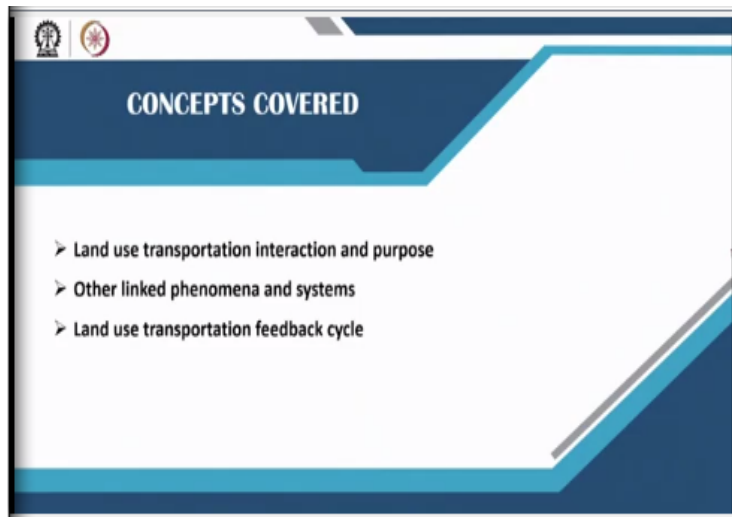 CONCEPTS COVERED
➤ Land use transportation interaction and purpose
➤ Other linked phenomena and systems
➤ Land use transportation feedback cycle